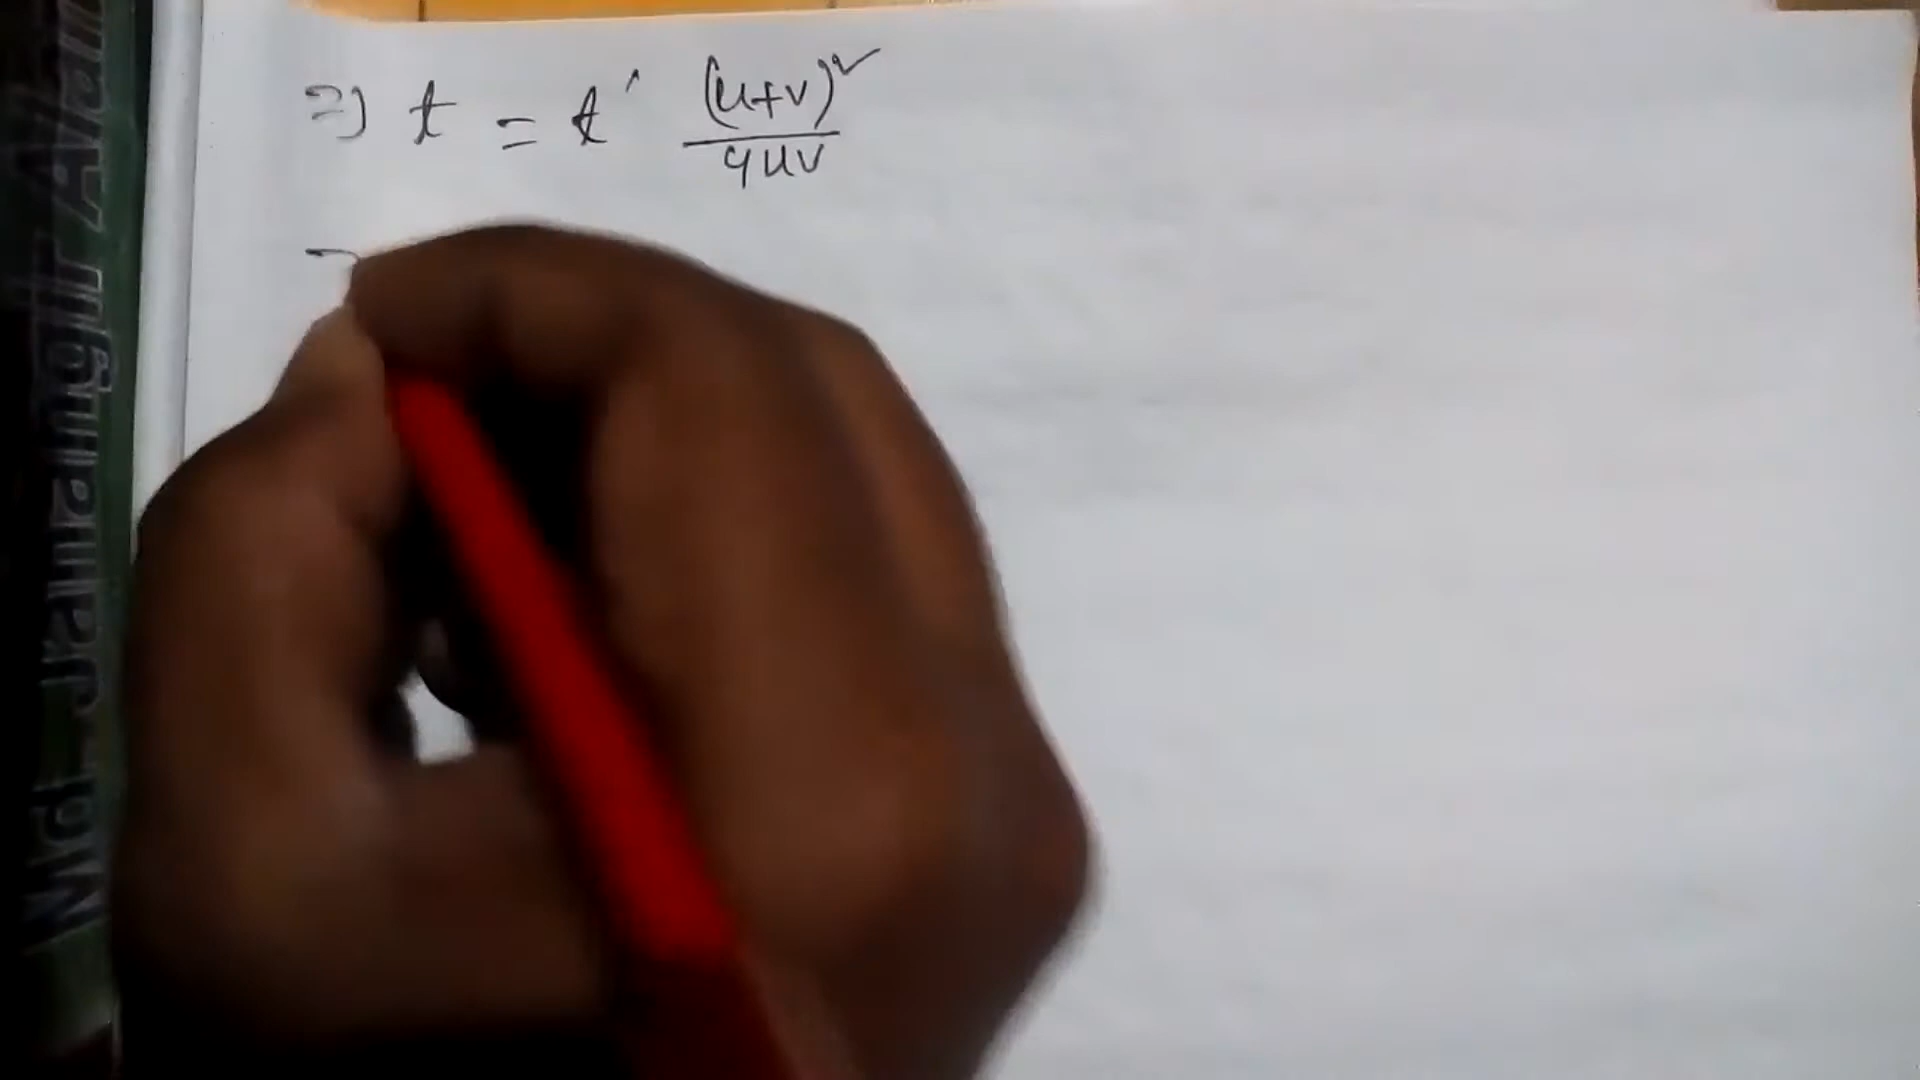 ⇒ t = t' (u+v)² / 4uv
⇒
Md Jahangir Alam